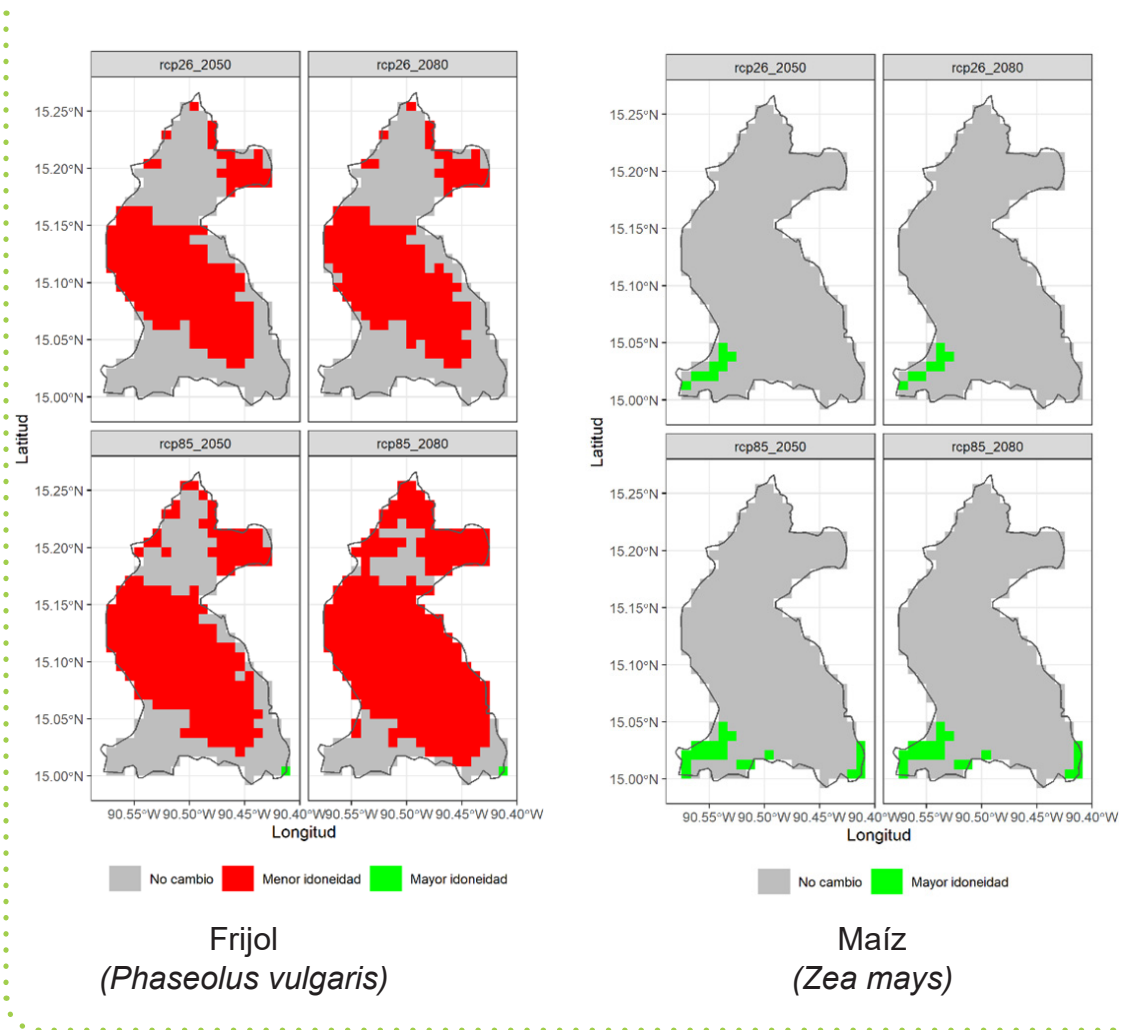 rcp26_2050 rcp26_2080
15.25°N
15.20°N
15.15°N
15.10°N
15.05°N
15.00°N
Latitud
rcp85_2050 rcp85_2080
15.25°N
15.20°N
15.15°N
15.10°N
15.05°N
15.00°N
90.55°W 90.50°W 90.45°W 90.40°W 90.55°W 90.50°W 90.45°W 90.40°W
Longitud
No cambio Menor idoneidad Mayor idoneidad
Frijol
(Phaseolus vulgaris)
rcp26_2050 rcp26_2080
15.25°N
15.20°N
15.15°N
15.10°N
15.05°N
15.00°N
Latitud
rcp85_2050 rcp85_2080
15.25°N
15.20°N
15.15°N
15.10°N
15.05°N
15.00°N
90.55°W 90.50°W 90.45°W 90.40°W 90.55°W 90.50°W 90.45°W 90.40°W
Longitud
No cambio Mayor idoneidad
Maíz
(Zea mays)